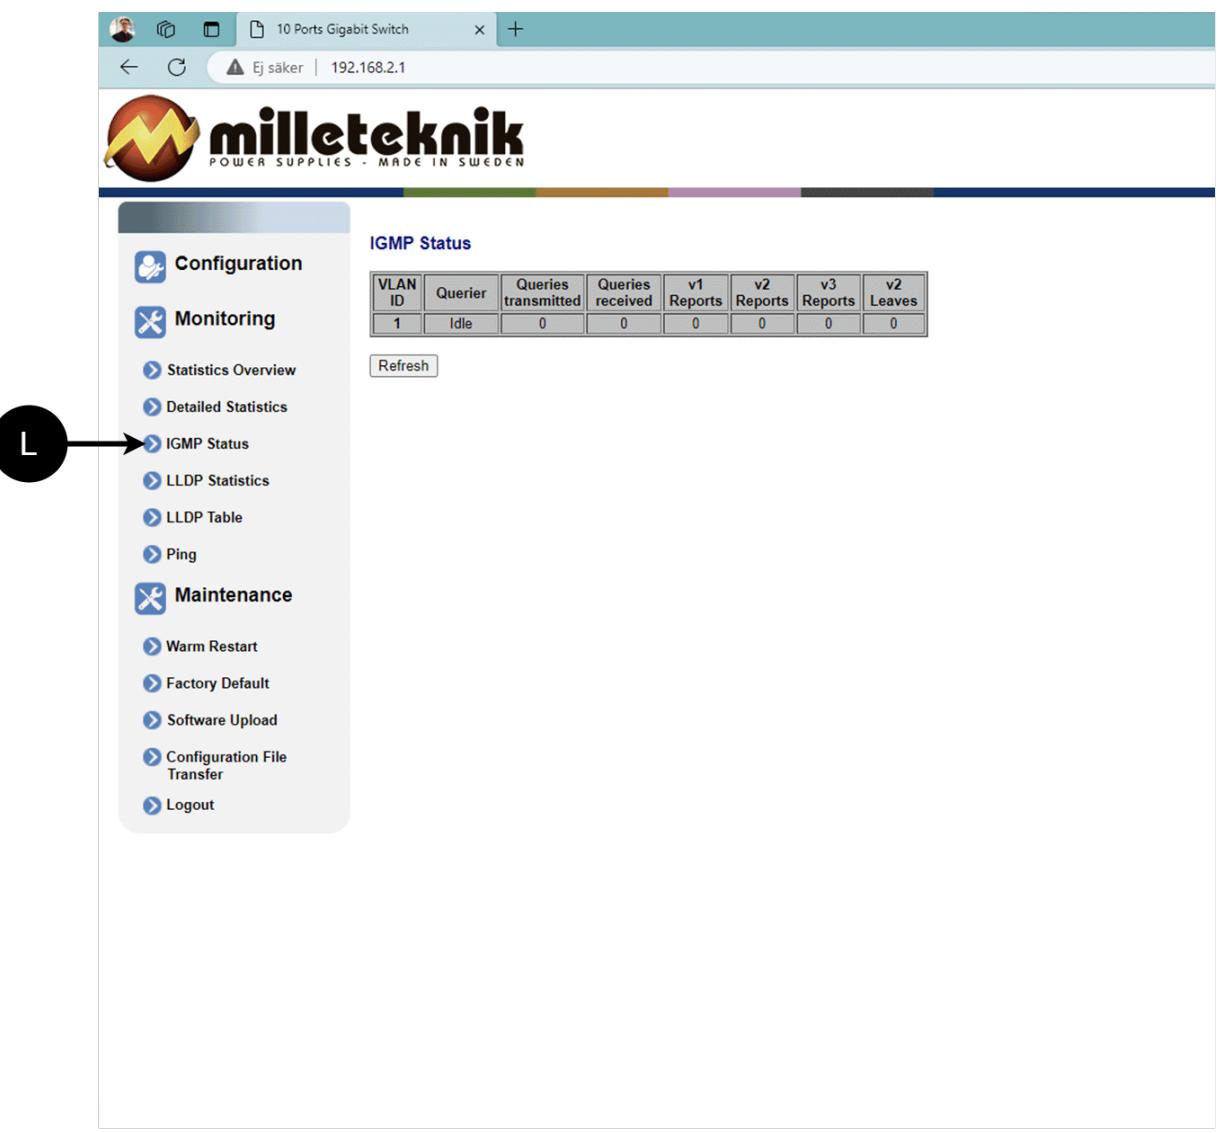 10 Ports Gigabit Switch
Ej säker | 192.168.2.1
milleteknik
POWER SUPPLIES - MADE IN SWEDEN
Configuration
Monitoring
Statistics Overview
Detailed Statistics
L
IGMP Status
LLDP Statistics
LLDP Table
Ping
Maintenance
Warm Restart
Factory Default
Software Upload
Configuration File
Transfer
Logout
IGMP Status
VLAN ID Querier Queries transmitted Queries received v1 Reports v2 Reports v3 Reports v2 Leaves
1 Idle 0 0 0 0 0 0
Refresh